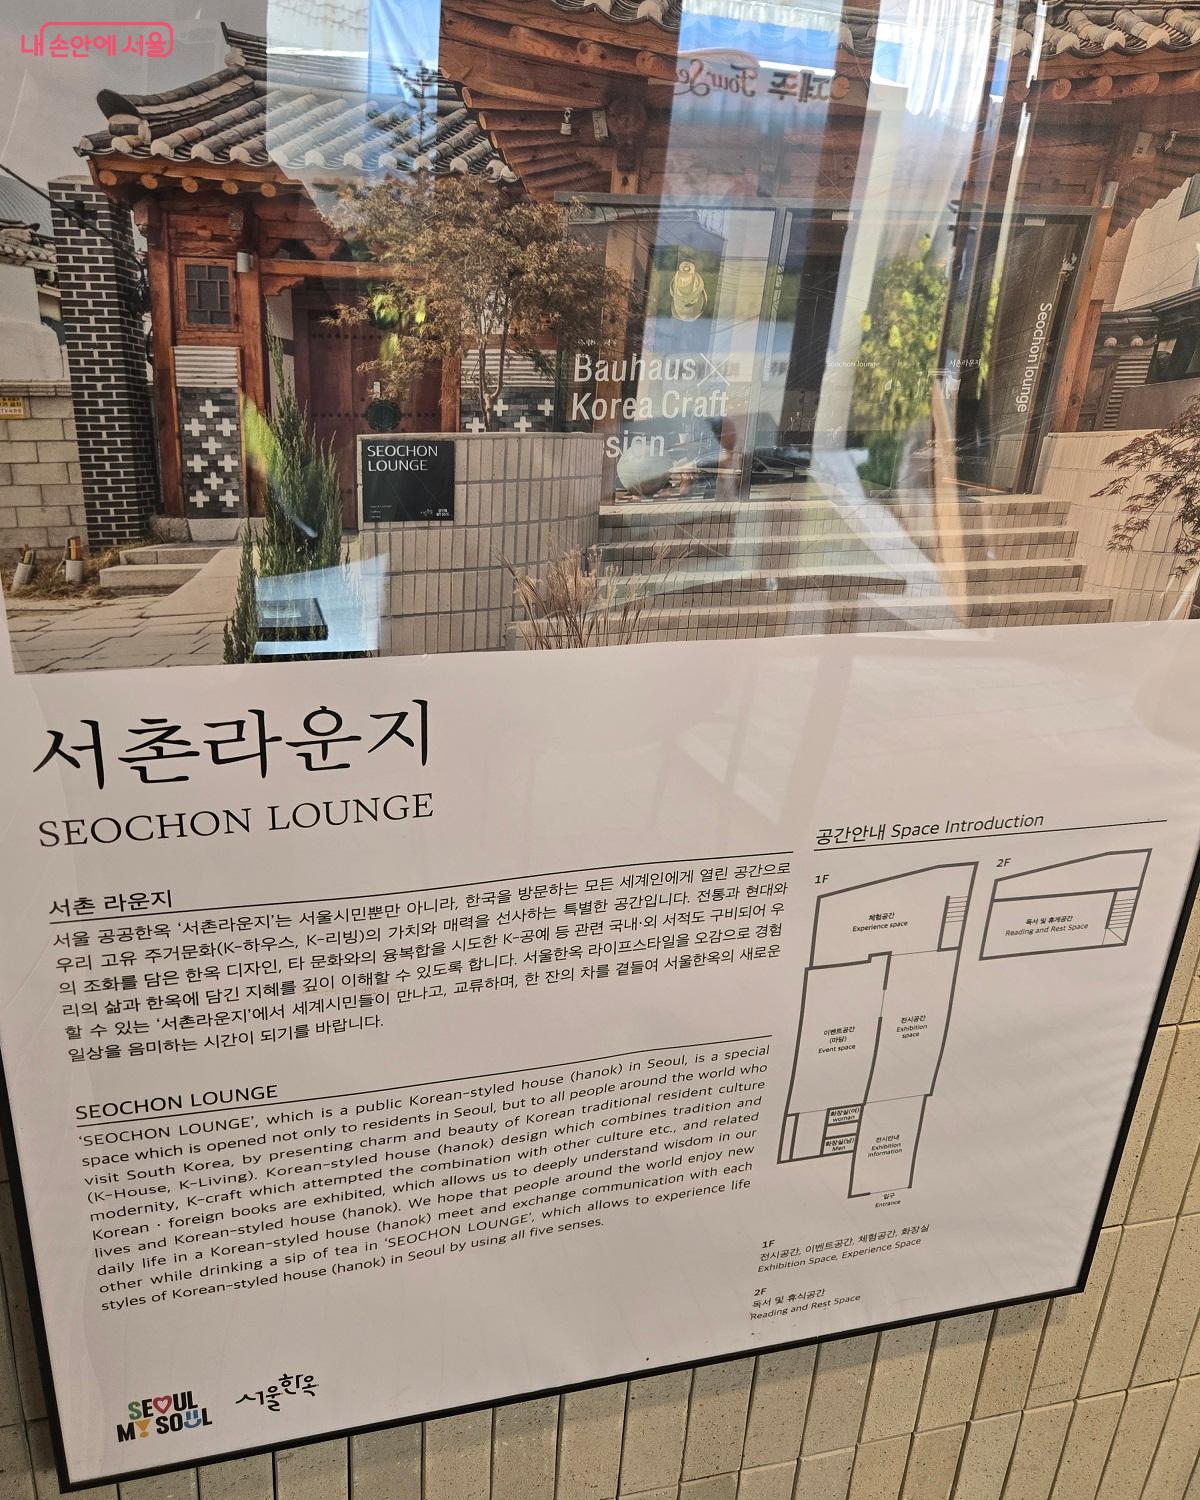 내 손안에 서울
Bauhaus X
Korea Craft
sign
SEOCHON
LOUNGE
seochon lounge
서촌라운지
Seochon lounge
서촌라운지
SEOCHON LOUNGE
서촌 라운지
서울 공공한옥 ‘서촌라운지’는 서울시민뿐만 아니라, 한국을 방문하는 모든 세계인에게 열린 공간으로
우리 고유 주거문화(K-하우스, K-리빙)의 가치와 매력을 선사하는 특별한 공간입니다. 전통과 현대와
의 조화를 담은 한옥 디자인, 타 문화와의 융복합을 시도한 K-공예 등 관련 국내·외 서적도 구비되어 우
리의 삶과 한옥에 담긴 지혜를 깊이 이해할 수 있도록 합니다. 서울한옥 라이프스타일을 오감으로 경험
할 수 있는 ‘서촌라운지’에서 세계시민들이 만나고, 교류하며, 한 잔의 차를 곁들여 서울한옥의 새로운
일상을 음미하는 시간이 되기를 바랍니다.
SEOCHON LOUNGE
‘SEOCHON LOUNGE’, which is a public Korean-styled house (hanok) in Seoul, is a special
space which is opened not only to residents in Seoul, but to all people around the world who
visit South Korea, by presenting charm and beauty of Korean traditional resident culture
(K-House, K-Living). Korean-styled house (hanok) design which combines tradition and
modernity, K-craft which attempted the combination with other culture etc., and related
Korean · foreign books are exhibited, which allows us to deeply understand wisdom in our
lives and Korean-styled house (hanok). We hope that people around the world enjoy new
daily life in a Korean-styled house (hanok) meet and exchange communication with each
other while drinking a sip of tea in ‘SEOCHON LOUNGE’, which allows to experience life
styles of Korean-styled house (hanok) in Seoul by using all five senses.
공간안내 Space Introduction
1F
2F
체험공간
Experience space
독서 및 휴게공간
Reading and Rest Space
이벤트공간
(마당)
Event space
전시공간
Exhibition
space
화장실(여)
woman
화장실(남)
Men
전시안내
Exhibition
information
입구
Entrance
1F
전시공간, 이벤트공간, 체험공간, 화장실
Exhibition Space, Experience Space
2F
독서 및 휴식공간
Reading and Rest Space
SEOUL
MY SOUL
서울한옥